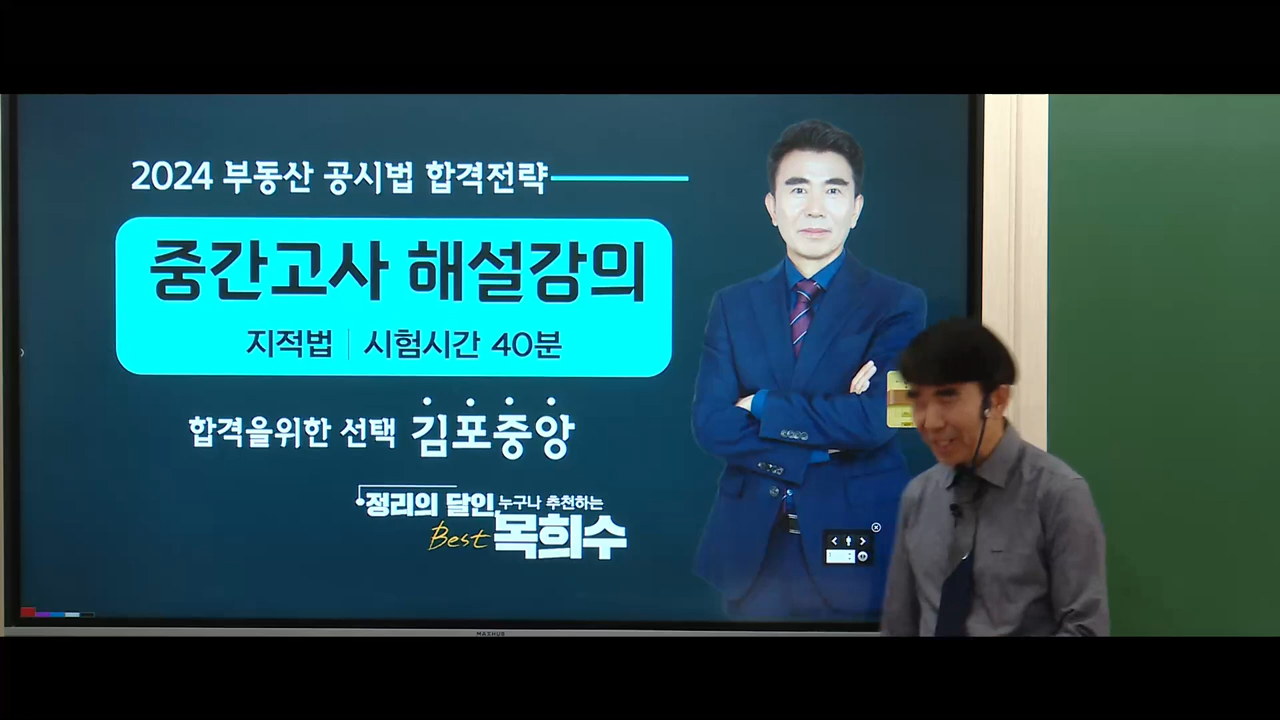 2024 부동산 공시법 합격전략
중간고사 해설강의
지적법 | 시험시간 40분
합격을위한 선택 김포중앙
정리의 달인 누구나 추천하는
Best 목희수
MAXHUB